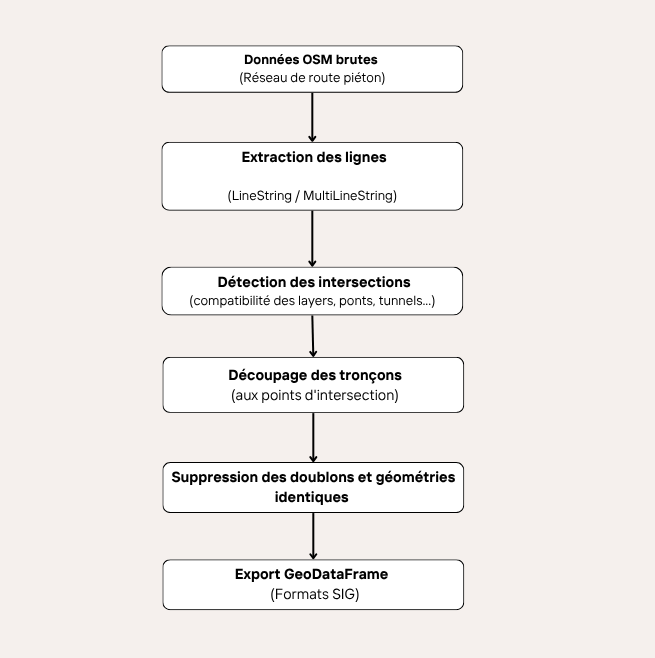 Données OSM brutes
(Réseau de route piéton)
Extraction des lignes
(LineString / MultiLineString)
Détection des intersections
(compatibilité des layers, ponts, tunnels...)
Découpage des tronçons
(aux points d'intersection)
Suppression des doublons et géométries
identiques
Export GeoDataFrame
(Formats SIG)